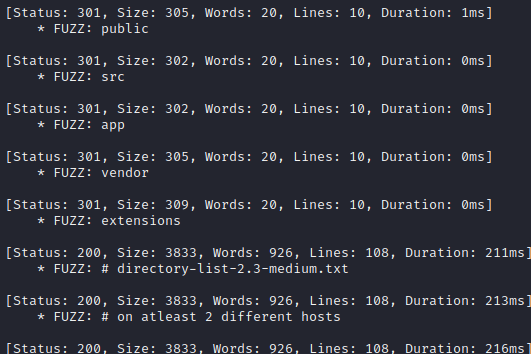 [Status: 301, Size: 305, Words: 20, Lines: 10, Duration: 1ms]
* FUZZ: public
[Status: 301, Size: 302, Words: 20, Lines: 10, Duration: 0ms]
* FUZZ: src
[Status: 301, Size: 302, Words: 20, Lines: 10, Duration: 0ms]
* FUZZ: app
[Status: 301, Size: 305, Words: 20, Lines: 10, Duration: 0ms]
* FUZZ: vendor
[Status: 301, Size: 309, Words: 20, Lines: 10, Duration: 0ms]
* FUZZ: extensions
[Status: 200, Size: 3833, Words: 926, Lines: 108, Duration: 211ms]
* FUZZ: # directory-list-2.3-medium.txt
[Status: 200, Size: 3833, Words: 926, Lines: 108, Duration: 213ms]
* FUZZ: # on atleast 2 different hosts
[Status: 200, Size: 3833, Words: 926, Lines: 108, Duration: 216ms]